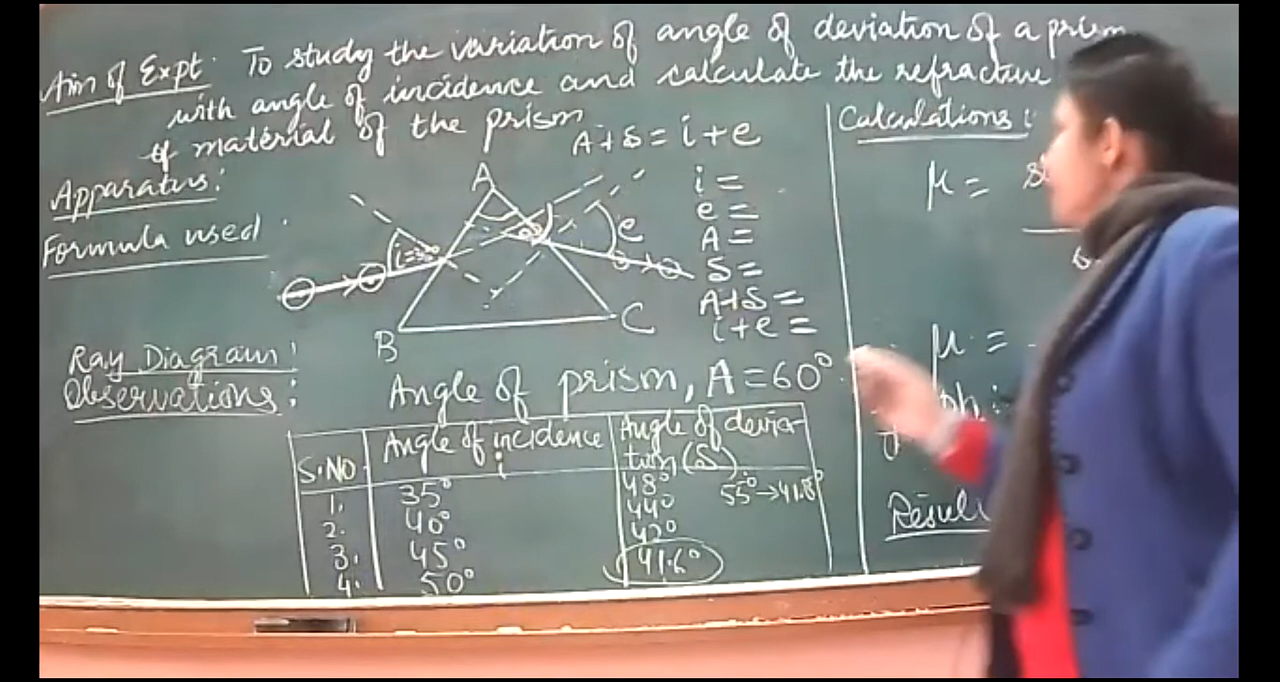 Aim of Expt. To study the variation of angle of deviation of a prism
with angle of incidence and calculate the refractive
of material of the prism
Apparatus:
Formula used
A+δ = i+e
A
B
C
e
i =
e =
A =
δ =
A+δ =
i+e =
Ray Diagram:
Observations:
Angle of prism, A = 60°.
S.NO. Angle of incidence i Angle of devia-
tion (δ)
1. 35° 48° 55° → 41.8°
2. 40° 44°
3. 45° 42°
4. 50° 41.6°
Calculations:
μ =
μ =
Result